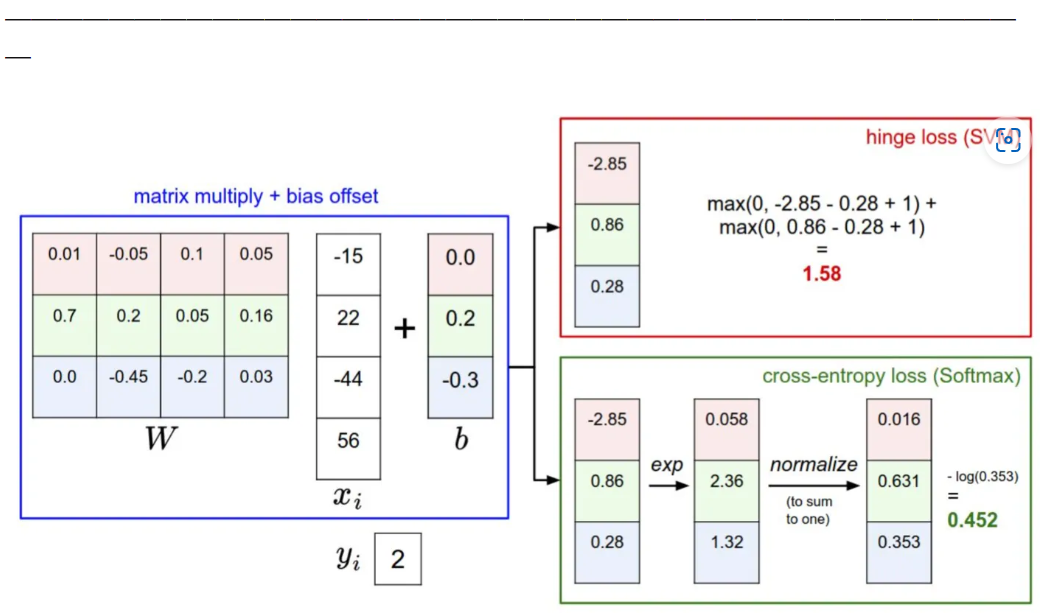 matrix multiply + bias offset
0.01 -0.05 0.1 0.05
0.7 0.2 0.05 0.16
0.0 -0.45 -0.2 0.03
W
-15
22
-44
56
xi
+
0.0
0.2
-0.3
b
yi 2
hinge loss (SVM)
-2.85
0.86
0.28
max(0, -2.85 - 0.28 + 1) +
max(0, 0.86 - 0.28 + 1)
=
1.58
cross-entropy loss (Softmax)
-2.85
0.86
0.28
exp
0.058
2.36
1.32
normalize
(to sum
to one)
0.016
0.631
0.353
- log(0.353)
=
0.452